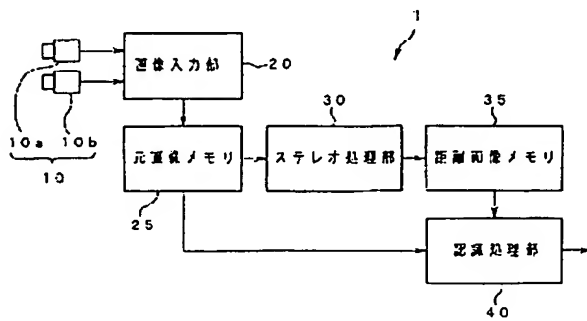 1
画像入力部
20
10a 10b
10
30
35
元画像メモリ
ステレオ処理部
距離画像メモリ
25
認識処理部
40